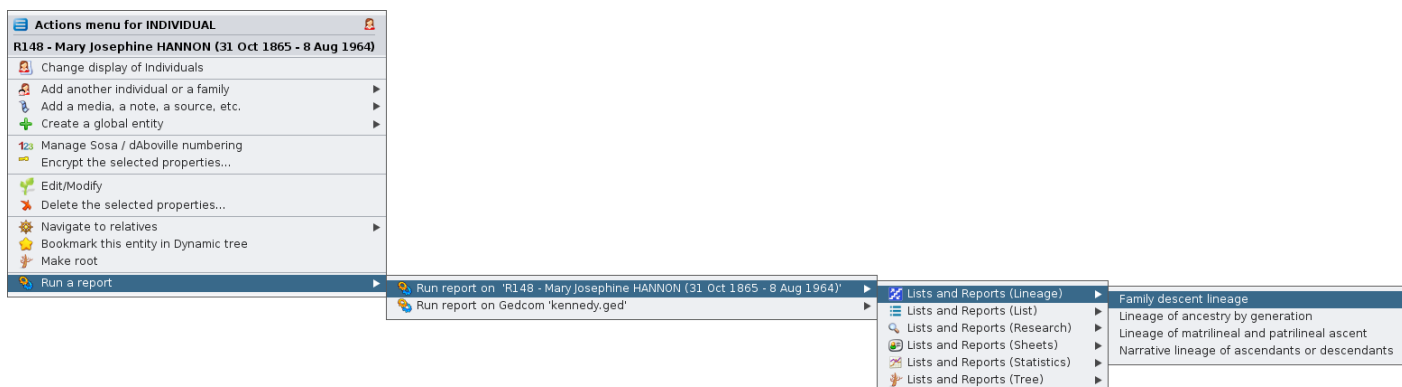 Actions menu for INDIVIDUAL
R148 - Mary Josephine HANNON (31 Oct 1865 - 8 Aug 1964)
Change display of Individuals
Add another individual or a family
Add a media, a note, a source, etc.
Create a global entity
123 Manage Sosa / dAboville numbering
Encrypt the selected properties...
Edit/Modify
Delete the selected properties...
Navigate to relatives
Bookmark this entity in Dynamic tree
Make root
Run a report
Run report on 'R148 - Mary Josephine HANNON (31 Oct 1865 - 8 Aug 1964)'
Run report on Gedcom 'kennedy.ged'
Lists and Reports (Lineage)
Lists and Reports (List)
Lists and Reports (Research)
Lists and Reports (Sheets)
Lists and Reports (Statistics)
Lists and Reports (Tree)
Family descent lineage
Lineage of ancestry by generation
Lineage of matrilineal and patrilineal ascent
Narrative lineage of ascendants or descendants